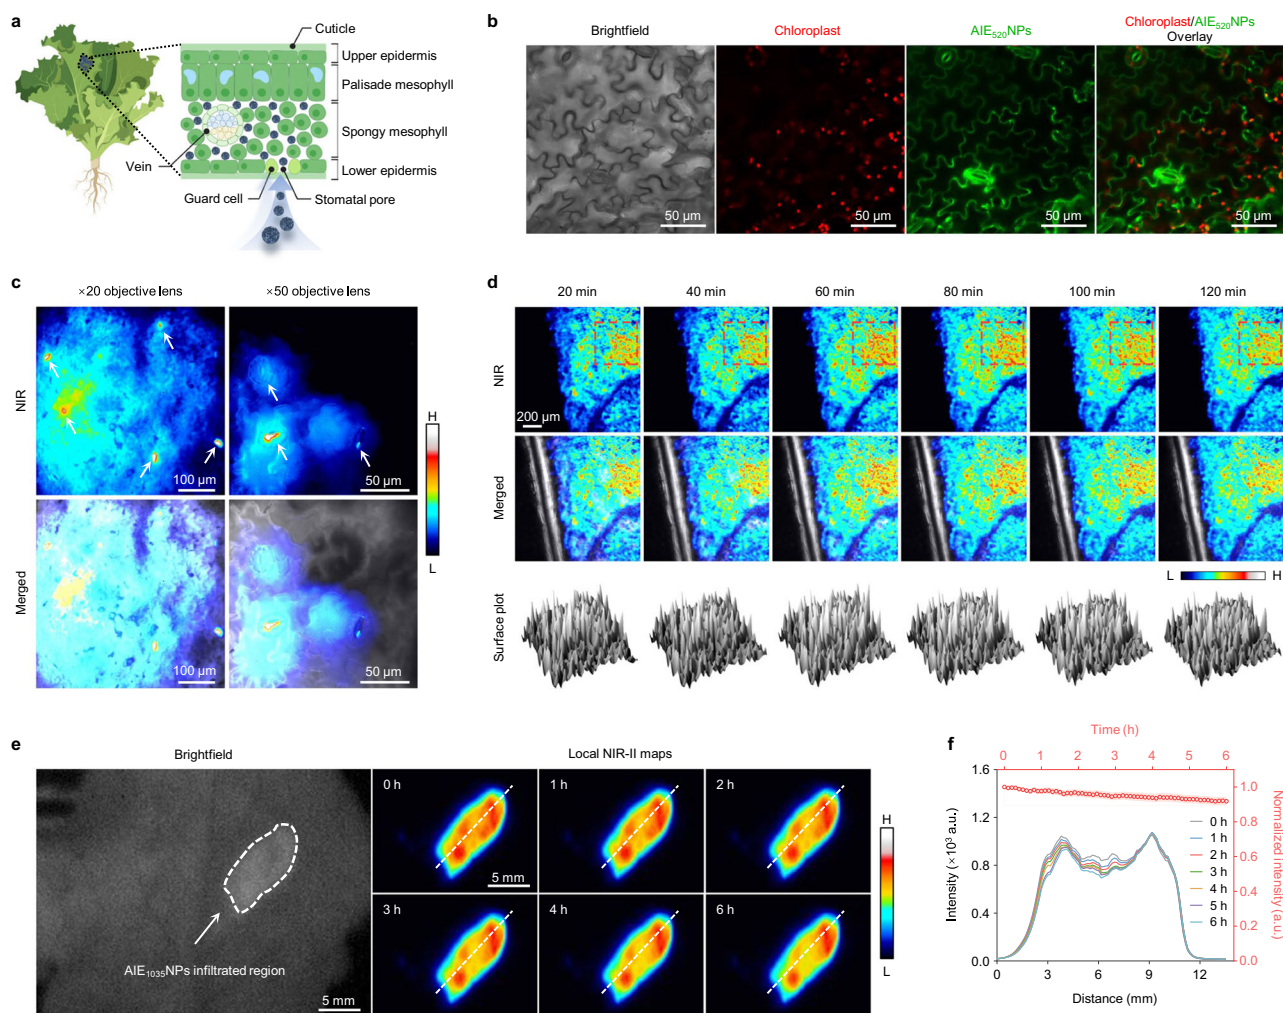 a
Cuticle
Upper epidermis
Palisade mesophyll
Spongy mesophyll
Vein
Lower epidermis
Guard cell
Stomatal pore
b
Brightfield
Chloroplast
AIE₅₂₀NPs
Chloroplast/AIE₅₂₀NPs
Overlay
50 µm
50 µm
50 µm
50 µm
c
×20 objective lens
×50 objective lens
NIR
100 µm
50 µm
Merged
100 µm
50 µm
H
L
d
20 min
40 min
60 min
80 min
100 min
120 min
NIR
200 µm
Merged
L
H
Surface plot
e
Brightfield
Local NIR-II maps
AIE₁₀₃₅NPs infiltrated region
5 mm
0 h
1 h
2 h
5 mm
3 h
4 h
6 h
H
L
f
Time (h)
0 1 2 3 4 5 6
Intensity (×10³ a.u.)
1.6
1.2
0.8
0.4
0.0
Normalized intensity (a.u.)
1.0
0.8
0.6
0.4
0.2
0.0
0 h
1 h
2 h
3 h
4 h
5 h
6 h
0 3 6 9 12
Distance (mm)